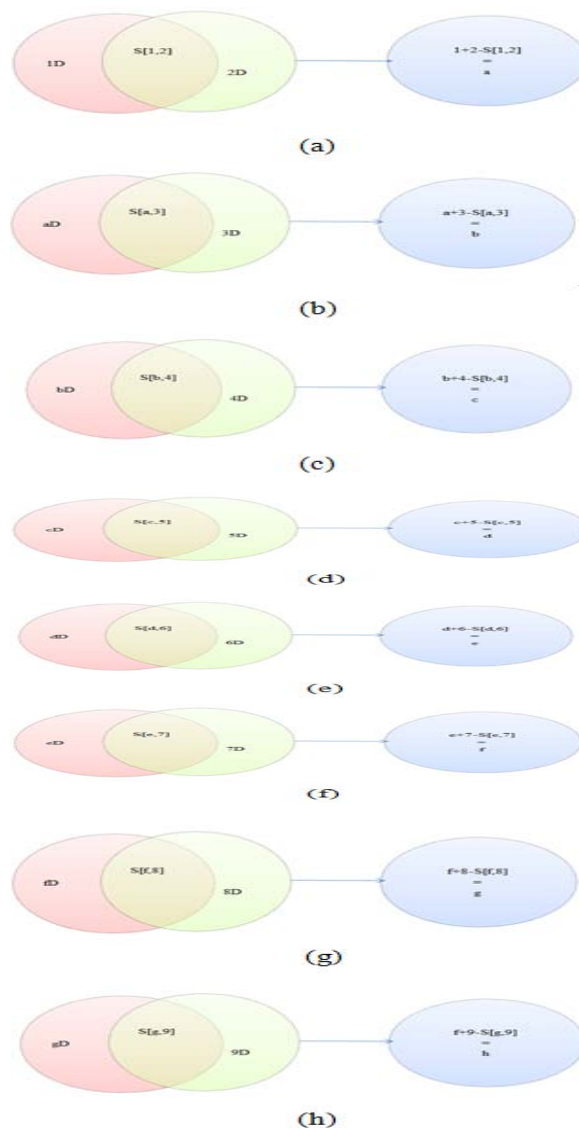 1D S[1,2] 2D 1+2-S[1,2]
=
a
(a)
aD S[a,3] 3D a+3-S[a,3]
=
b
(b)
bD S[b,4] 4D b+4-S[b,4]
=
c
(c)
cD S[c,5] 5D c+5-S[c,5]
=
d
(d)
dD S[d,6] 6D d+6-S[d,6]
=
e
(e)
eD S[e,7] 7D e+7-S[e,7]
=
f
(f)
fD S[f,8] 8D f+8-S[f,8]
=
g
(g)
gD S[g,9] 9D f+9-S[g,9]
=
h
(h)